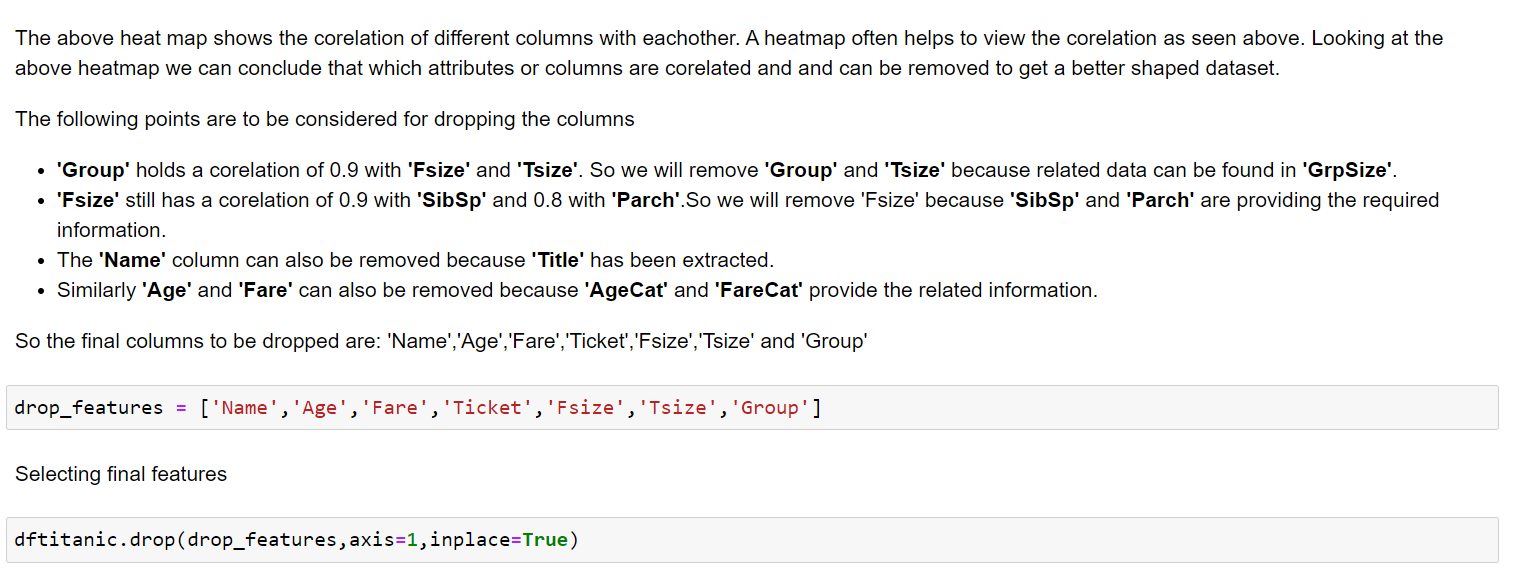 The above heat map shows the corelation of different columns with eachother. A heatmap often helps to view the corelation as seen above. Looking at the
above heatmap we can conclude that which attributes or columns are corelated and and can be removed to get a better shaped dataset.
The following points are to be considered for dropping the columns
• 'Group' holds a corelation of 0.9 with 'Fsize' and 'Tsize'. So we will remove 'Group' and 'Tsize' because related data can be found in 'GrpSize'.
• 'Fsize' still has a corelation of 0.9 with 'SibSp' and 0.8 with 'Parch'.So we will remove 'Fsize' because 'SibSp' and 'Parch' are providing the required
information.
• The 'Name' column can also be removed because 'Title' has been extracted.
• Similarly 'Age' and 'Fare' can also be removed because 'AgeCat' and 'FareCat' provide the related information.
So the final columns to be dropped are: 'Name','Age','Fare','Ticket','Fsize','Tsize' and 'Group'
drop_features = ['Name','Age','Fare','Ticket','Fsize','Tsize','Group']
Selecting final features
dftitanic.drop(drop_features,axis=1,inplace=True)